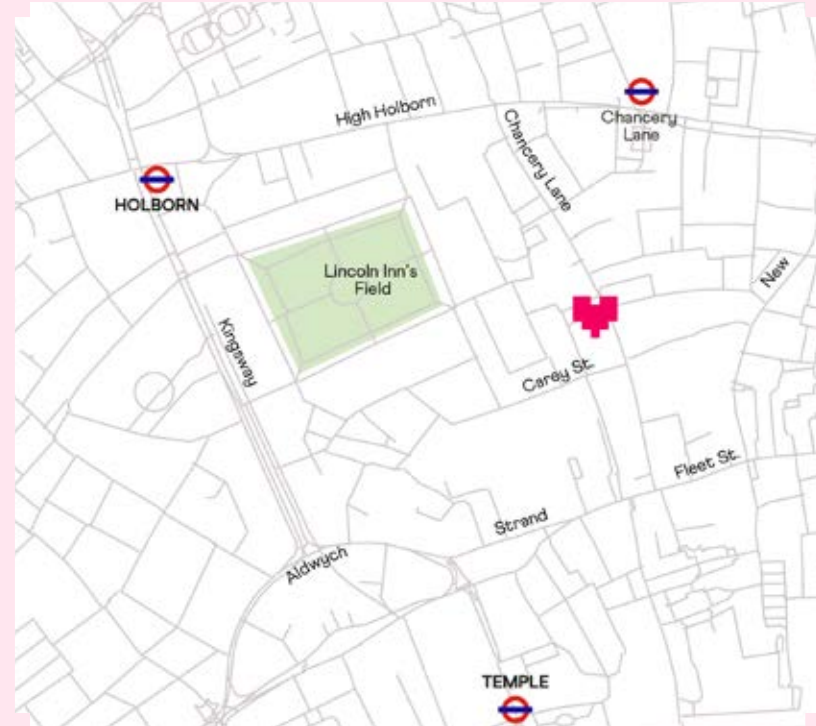 High Holborn
Chancery
Lane
Chancery Lane
HOLBORN
Lincoln Inn's
Field
New
Kingsway
Carey St.
Fleet St.
Strand
Aldwych
TEMPLE